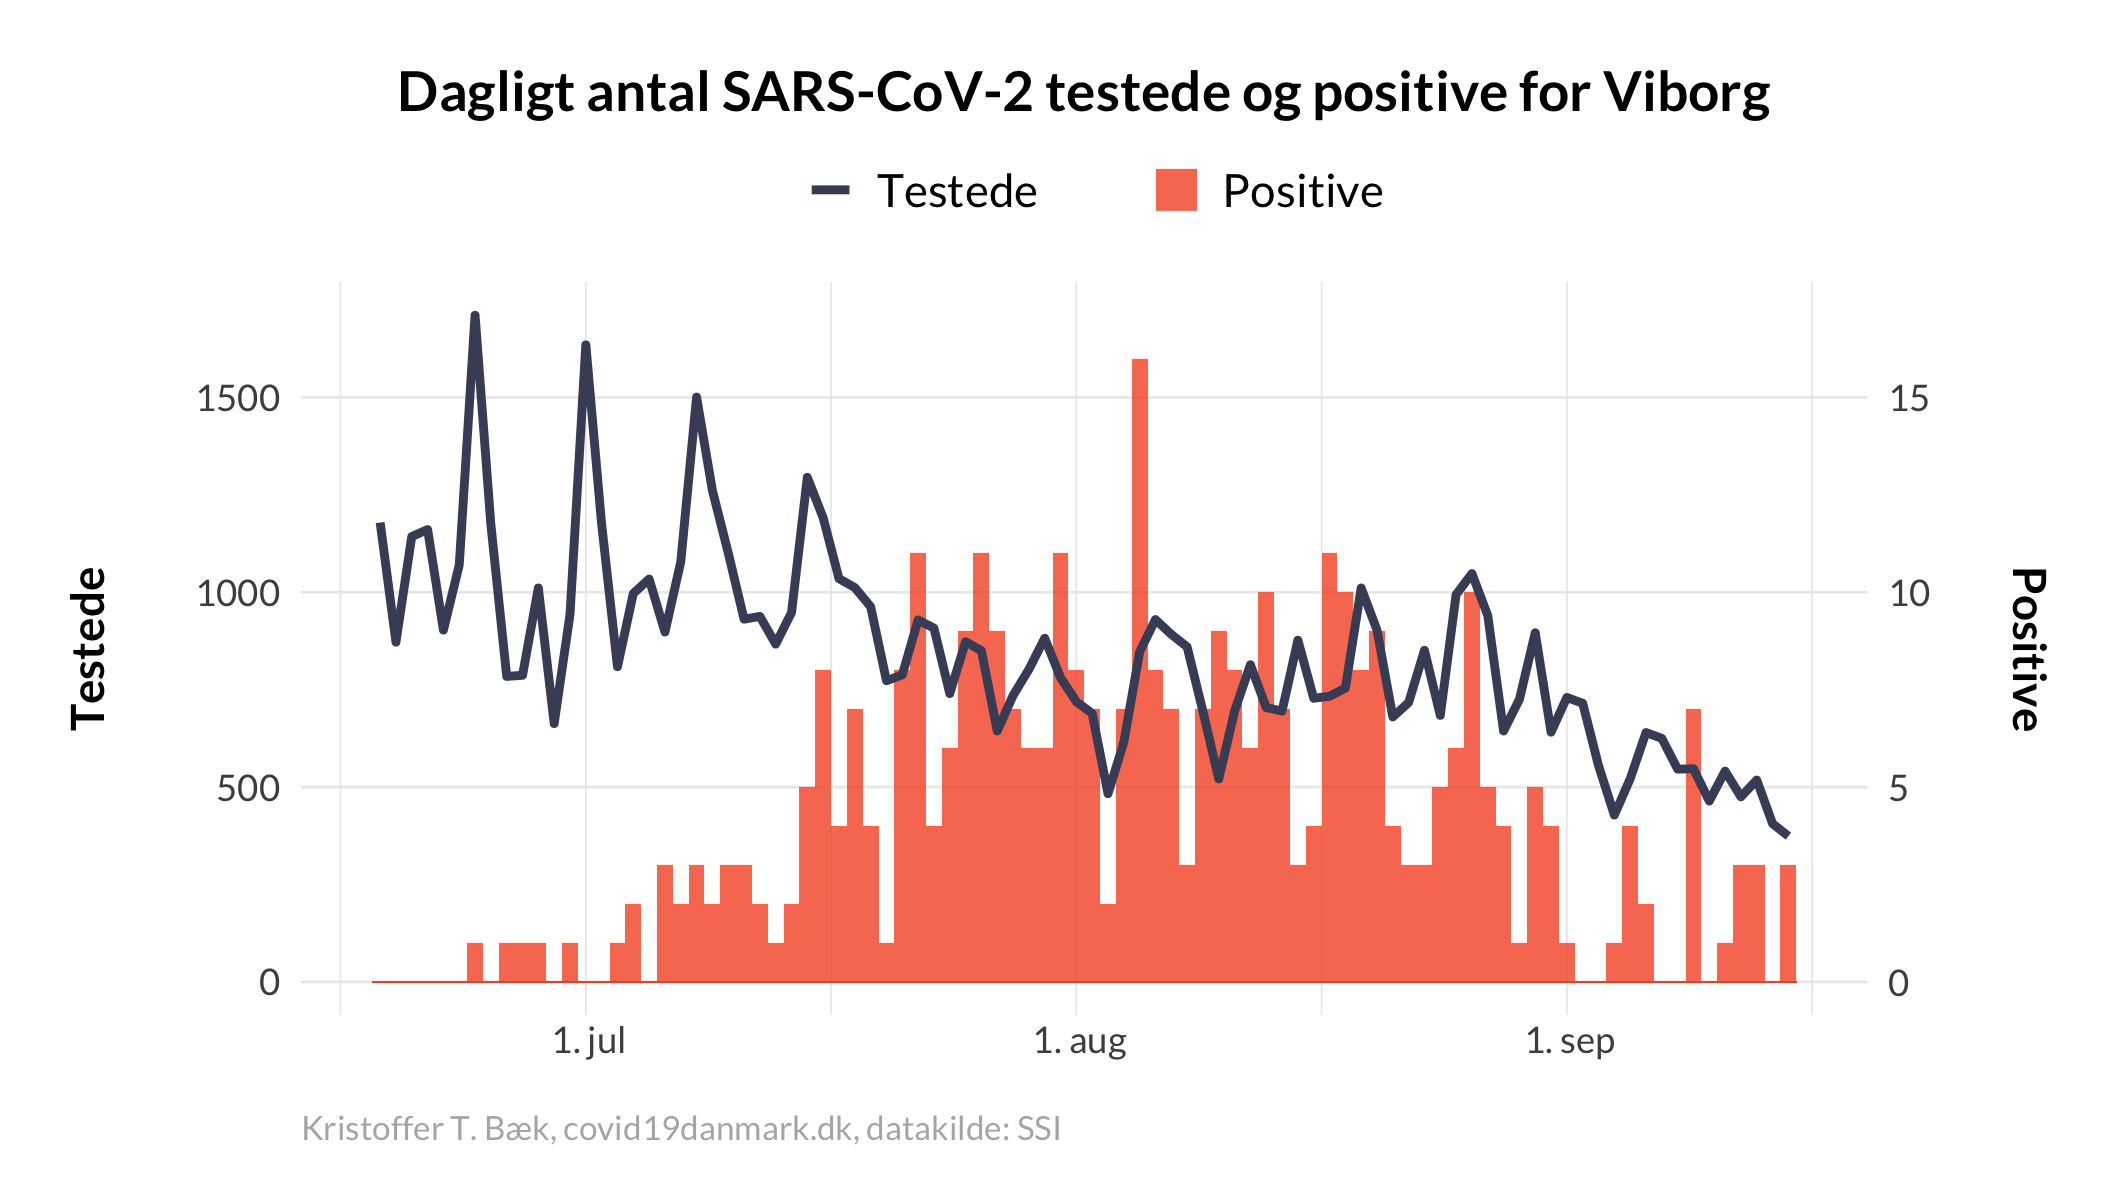 Dagligt antal SARS-CoV-2 testede og positive for Viborg
Testede
Positive
1500
1000
500
0
Testede
15
10
5
0
Positive
1. jul
1. aug
1. sep
Kristoffer T. Bæk, covid19danmark.dk, datakilde: SSI